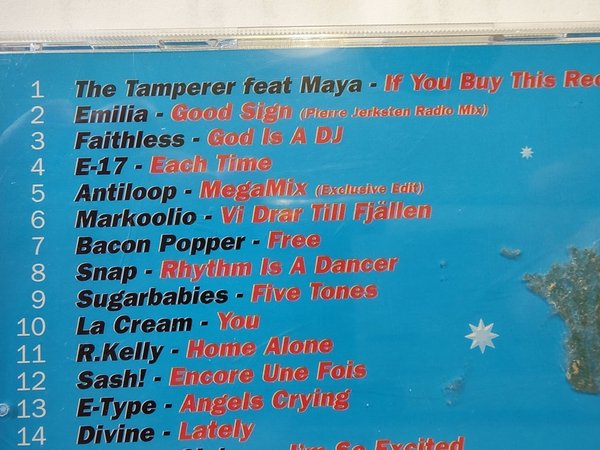 1 The Tamperer feat Maya - If You Buy This Rec
2 Emilia - Good Sign (Pierre Jerksten Radio Mix)
3 Faithless - God Is A DJ
4 E-17 - Each Time
5 Antiloop - MegaMix (Exclusive Edit)
6 Markoolio - Vi Drar Till Fjällen
7 Bacon Popper - Free
8 Snap - Rhythm Is A Dancer
9 Sugarbabies - Five Tones
10 La Cream - You
11 R.Kelly - Home Alone
12 Sash! - Encore Une Fois
13 E-Type - Angels Crying
14 Divine - Lately
I'm So Excited